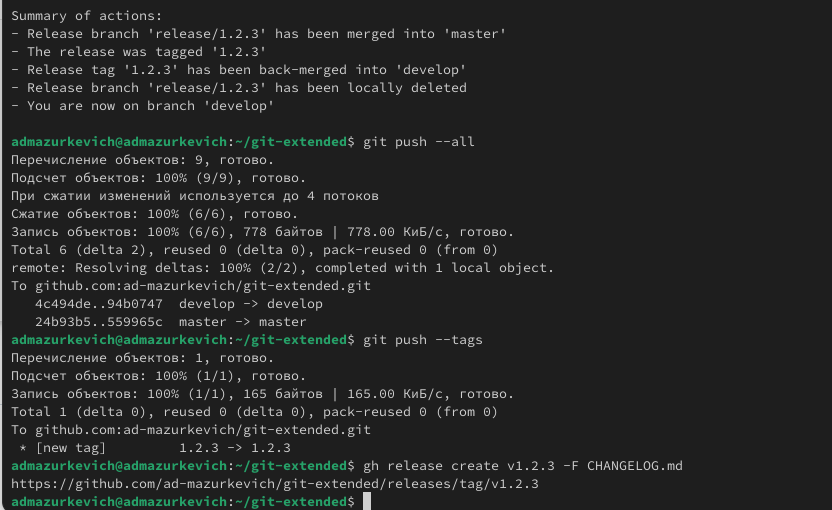 Summary of actions:
- Release branch 'release/1.2.3' has been merged into 'master'
- The release was tagged '1.2.3'
- Release tag '1.2.3' has been back-merged into 'develop'
- Release branch 'release/1.2.3' has been locally deleted
- You are now on branch 'develop'

admazurkevich@admazurkevich:~/git-extended$ git push --all
Перечисление объектов: 9, готово.
Подсчет объектов: 100% (9/9), готово.
При сжатии изменений используется до 4 потоков
Сжатие объектов: 100% (6/6), готово.
Запись объектов: 100% (6/6), 778 байтов | 778.00 КиБ/с, готово.
Total 6 (delta 2), reused 0 (delta 0), pack-reused 0 (from 0)
remote: Resolving deltas: 100% (2/2), completed with 1 local object.
To github.com:ad-mazurkevich/git-extended.git
   4c494de..94b0747  develop -> develop
   24b93b5..559965c  master -> master
admazurkevich@admazurkevich:~/git-extended$ git push --tags
Перечисление объектов: 1, готово.
Подсчет объектов: 100% (1/1), готово.
Запись объектов: 100% (1/1), 165 байтов | 165.00 КиБ/с, готово.
Total 1 (delta 0), reused 0 (delta 0), pack-reused 0 (from 0)
To github.com:ad-mazurkevich/git-extended.git
 * [new tag]         1.2.3 -> 1.2.3
admazurkevich@admazurkevich:~/git-extended$ gh release create v1.2.3 -F CHANGELOG.md
https://github.com/ad-mazurkevich/git-extended/releases/tag/v1.2.3
admazurkevich@admazurkevich:~/git-extended$